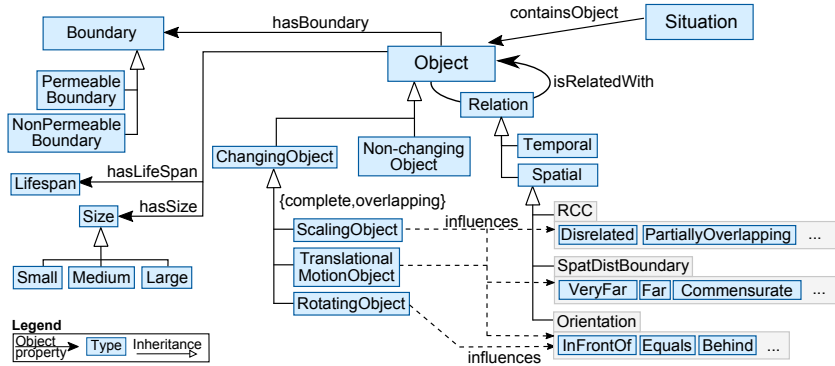 hasBoundary
containsObject
Situation
Boundary
Object
isRelatedWith
Permeable
Boundary
Relation
NonPermeable
Boundary
Temporal
ChangingObject
Non-changing
Object
hasLifeSpan
Lifespan
Spatial
{complete,overlapping}
hasSize
Size
influences
RCC
ScalingObject
Disrelated
PartiallyOverlapping
...
Translational
MotionObject
SpatDistBoundary
Small
Medium
Large
VeryFar
Far
Commensurate
...
RotatingObject
Orientation
Legend
Object
property
Type
Inheritance
influences
InFrontOf
Equals
Behind
...